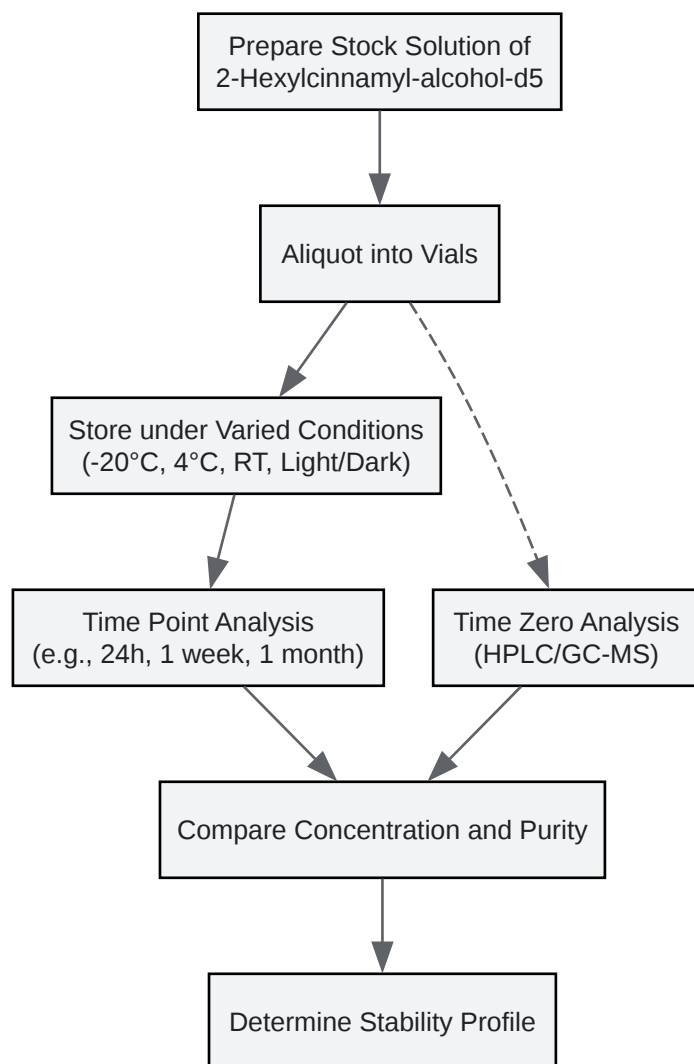 Prepare Stock Solution of
2-Hexylcinnamyl-alcohol-d5
Aliquot into Vials
Store under Varied Conditions
(-20°C, 4°C, RT, Light/Dark)
Time Point Analysis
(e.g., 24h, 1 week, 1 month)
Time Zero Analysis
(HPLC/GC-MS)
Compare Concentration and Purity
Determine Stability Profile